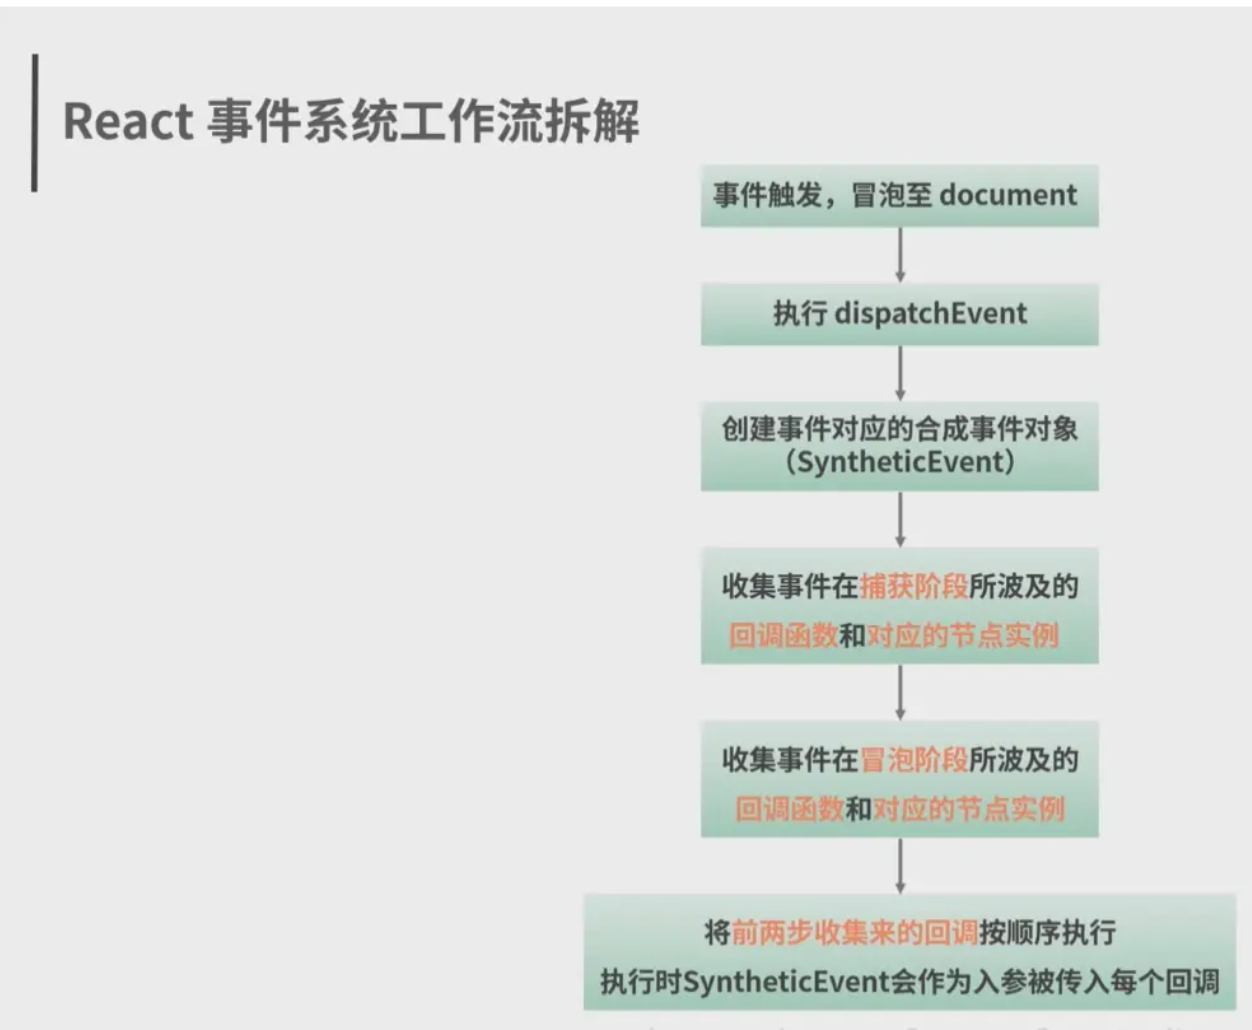 React 事件系统工作流拆解
事件触发，冒泡至 document
执行 dispatchEvent
创建事件对应的合成事件对象
（SyntheticEvent）
收集事件在捕获阶段所波及的
回调函数和对应的节点实例
收集事件在冒泡阶段所波及的
回调函数和对应的节点实例
将前两步收集来的回调按顺序执行
执行时SyntheticEvent会作为入参被传入每个回调